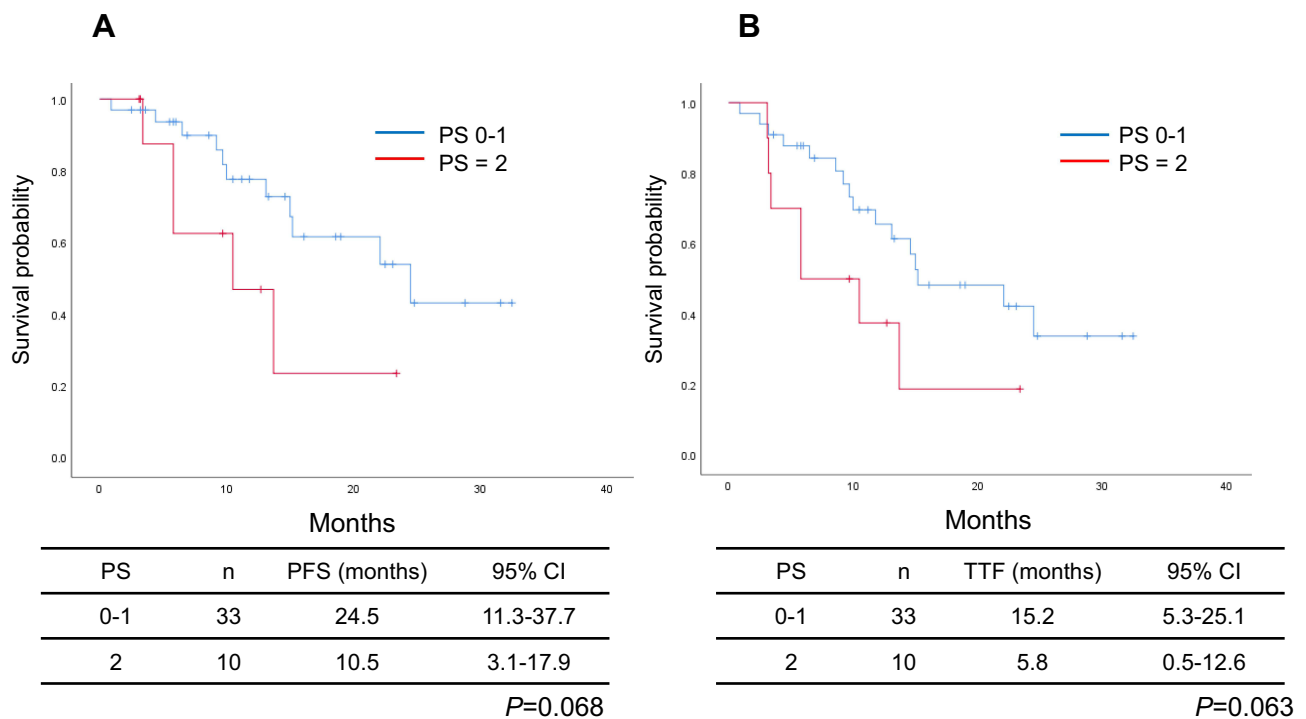 A
Survival probability
1.0
0.8
0.6
0.4
0.2
0.0
PS 0-1
PS = 2
0 10 20 30 40
Months
PS n PFS (months) 95% CI
0-1 33 24.5 11.3-37.7
2 10 10.5 3.1-17.9
P=0.068
B
Survival probability
1.0
0.8
0.6
0.4
0.2
0.0
PS 0-1
PS = 2
0 10 20 30 40
Months
PS n TTF (months) 95% CI
0-1 33 15.2 5.3-25.1
2 10 5.8 0.5-12.6
P=0.063